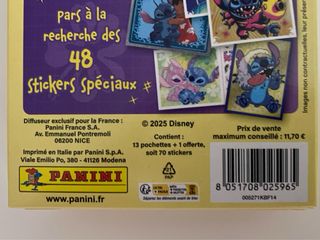 pars à la
recherche des
48
Stickers Spéciaux
Images non contractuelles,
Diffuseur exclusif pour la France :
Panini France S.A.
Av. Emmanuel Pontremoli
06200 NICE
Imprimé en Italie par Panini S.p.A.
Viale Emilio Po, 380 - 41126 Modena
PANINI
www.panini.fr
© 2025 Disney
Contient :
13 pochettes + 1 offerte,
soit 70 stickers
PAP
Prix de vente
maximum conseillé : 11,70 €
8 051708 025965
005271KBF14